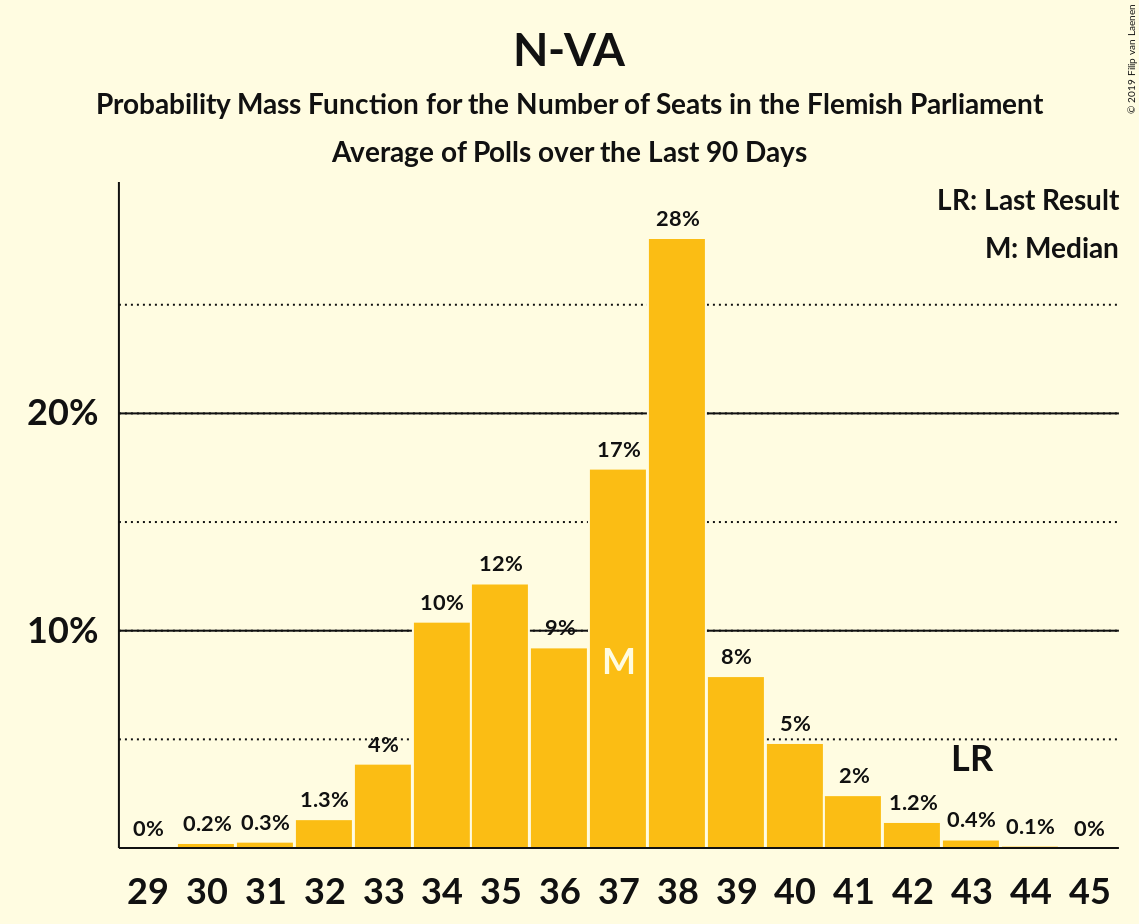 N-VA
Probability Mass Function for the Number of Seats in the Flemish Parliament
Average of Polls over the Last 90 Days
© 2019 Filip van Laenen
LR: Last Result
M: Median
28%
20%
17%
12%
10%
10%
9%
M
8%
4%
5%
LR
2%
0% 0.2% 0.3% 1.3% 1.2% 0.4% 0.1% 0%
29 30 31 32 33 34 35 36 37 38 39 40 41 42 43 44 45